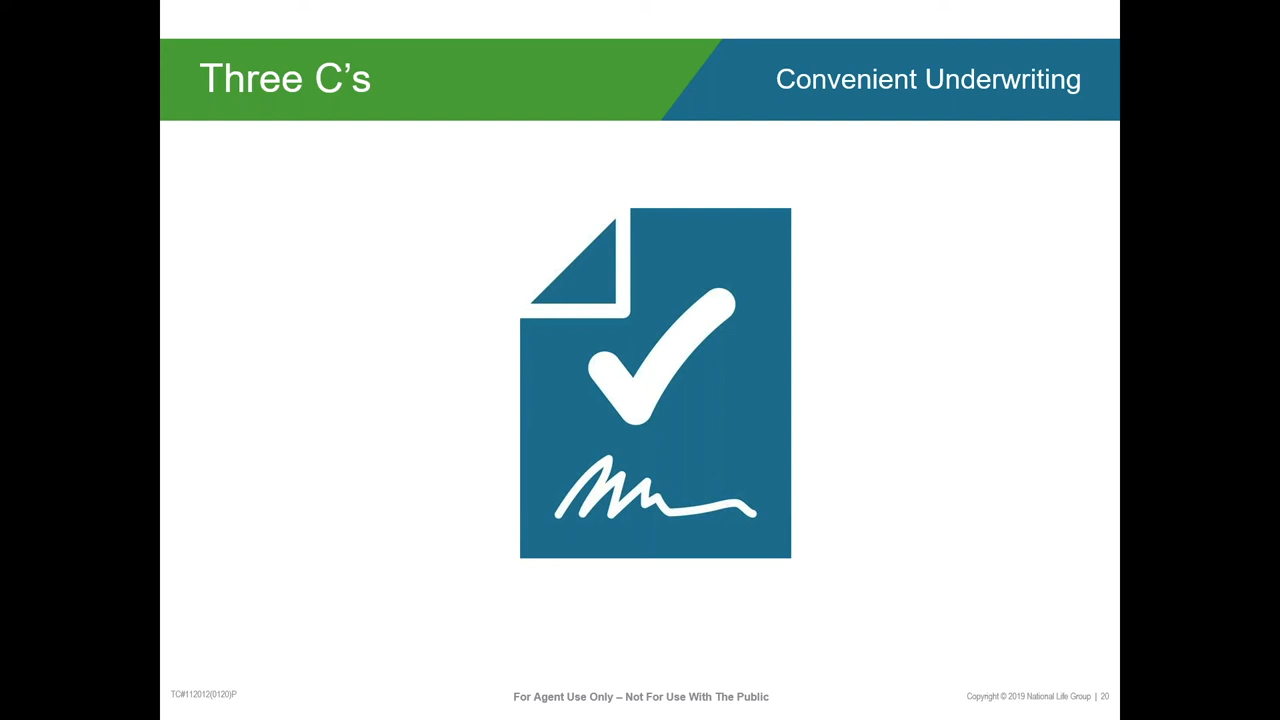 Three C’s
Convenient Underwriting
TC#112012(0120)P
For Agent Use Only – Not For Use With The Public
Copyright © 2019 National Life Group | 20